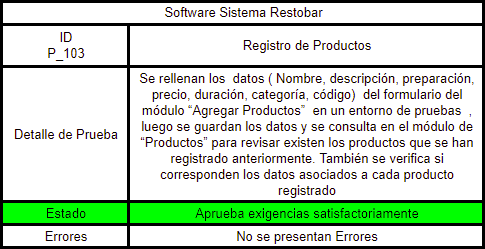 Software Sistema Restobar
ID
P_103
Registro de Productos
Detalle de Prueba
Se rellenan los  datos ( Nombre, descripción, preparación,
precio, duración, categoría, código)  del formulario del
módulo “Agregar Productos”  en un entorno de pruebas  ,
luego se guardan los datos y se consulta en el módulo de
“Productos” para revisar existen los productos que se han
registrado anteriormente. También se verifica si
corresponden los datos asociados a cada producto
registrado
Estado
Aprueba exigencias satisfactoriamente
Errores
No se presentan Errores